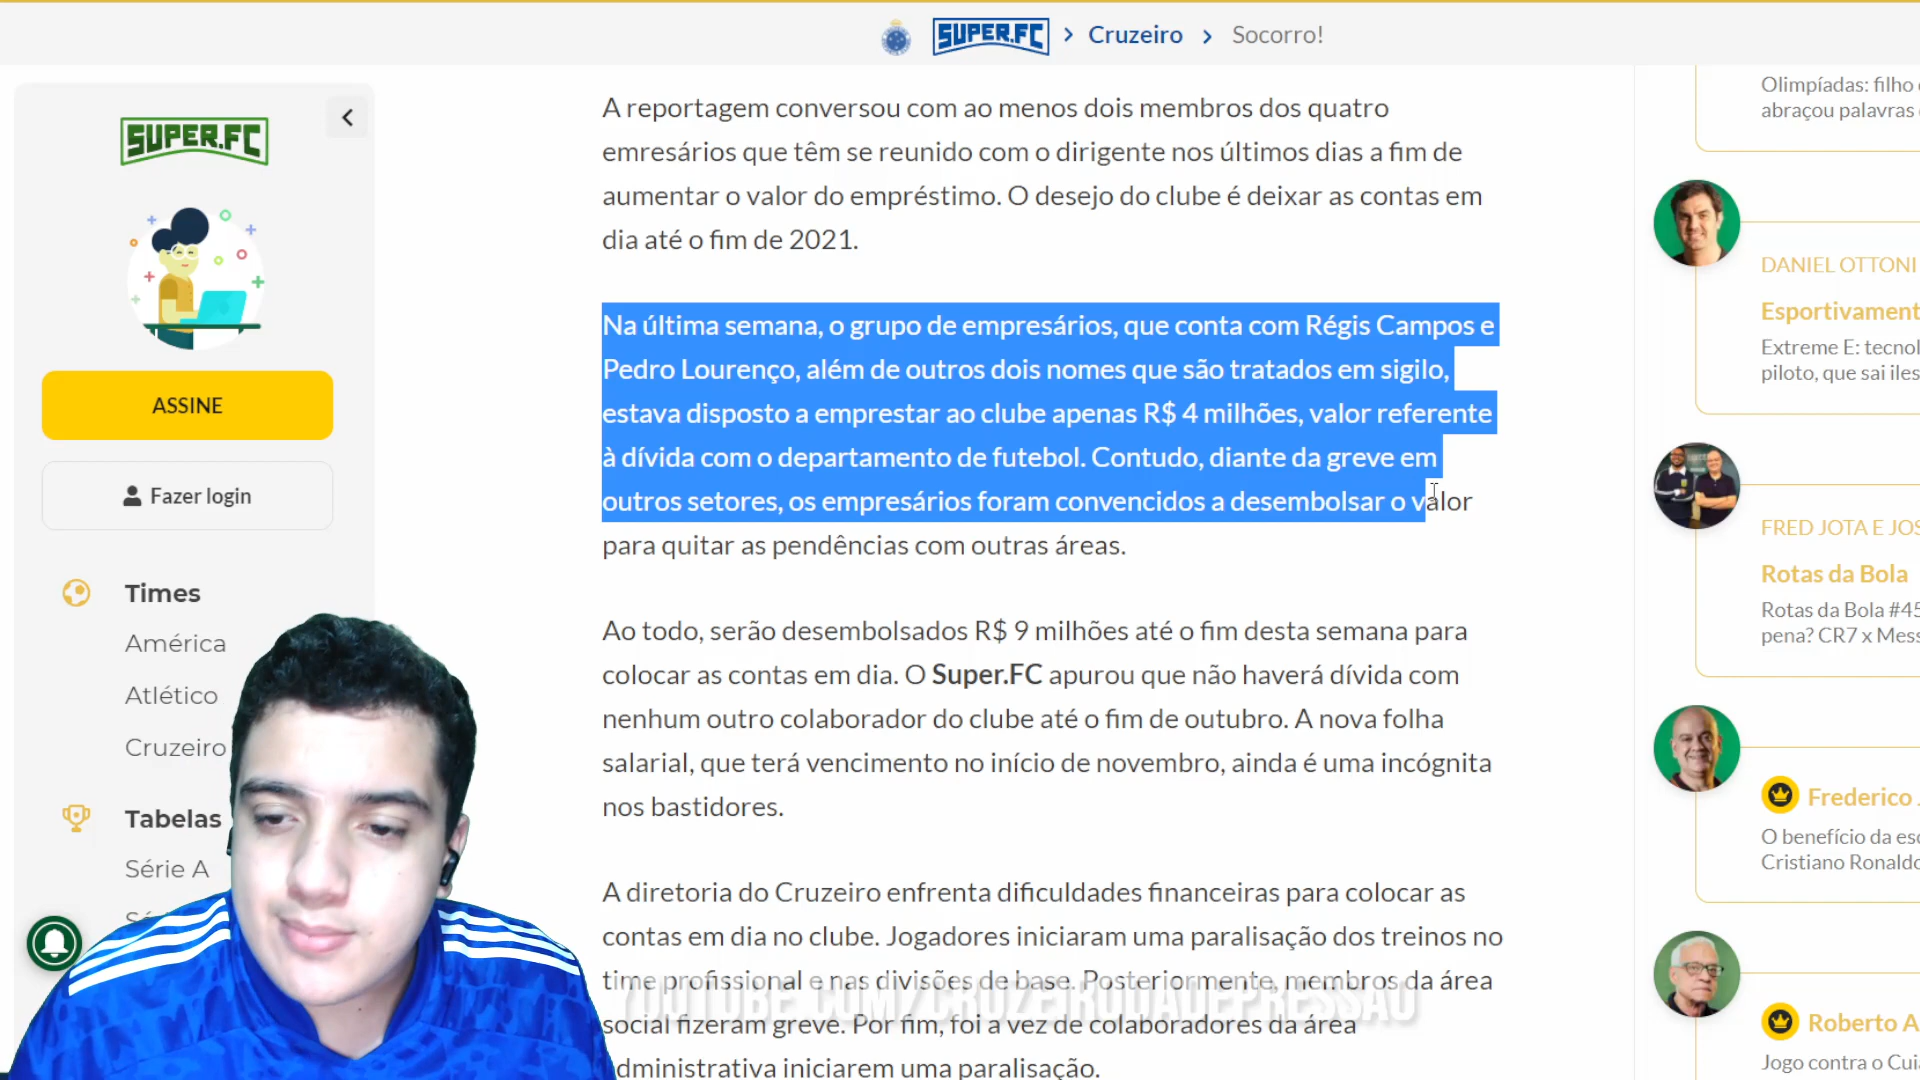 SUPER.FC > Cruzeiro > Socorro!
SUPER.FC
ASSINE
Fazer login
Times
América
Atlético
Cruzeiro
Tabelas
Série A
A reportagem conversou com ao menos dois membros dos quatro
emresários que têm se reunido com o dirigente nos últimos dias a fim de
aumentar o valor do empréstimo. O desejo do clube é deixar as contas em
dia até o fim de 2021.
Na última semana, o grupo de empresários, que conta com Régis Campos e
Pedro Lourenço, além de outros dois nomes que são tratados em sigilo,
estava disposto a emprestar ao clube apenas R$ 4 milhões, valor referente
à dívida com o departamento de futebol. Contudo, diante da greve em
outros setores, os empresários foram convencidos a desembolsar o valor
para quitar as pendências com outras áreas.
Ao todo, serão desembolsados R$ 9 milhões até o fim desta semana para
colocar as contas em dia. O Super.FC apurou que não haverá dívida com
nenhum outro colaborador do clube até o fim de outubro. A nova folha
salarial, que terá vencimento no início de novembro, ainda é uma incógnita
nos bastidores.
A diretoria do Cruzeiro enfrenta dificuldades financeiras para colocar as
contas em dia no clube. Jogadores iniciaram uma paralisação dos treinos no
time profissional e nas divisões de base. Posteriormente, membros da área
YOUTUBE.COM/CRUZEIRODADEPRESSAO
social fizeram greve. Por fim, foi a vez de colaboradores da área
dministrativa iniciarem uma paralisação.
Olimpíadas: filho
abraçou palavras
DANIEL OTTONI
Esportivament
Extreme E: tecnol
piloto, que sai iles
FRED JOTA E JOS
Rotas da Bola
Rotas da Bola #45
pena? CR7 x Mess
Frederico
O benefício da esc
Cristiano Ronaldo
Roberto A
Jogo contra o Cuia